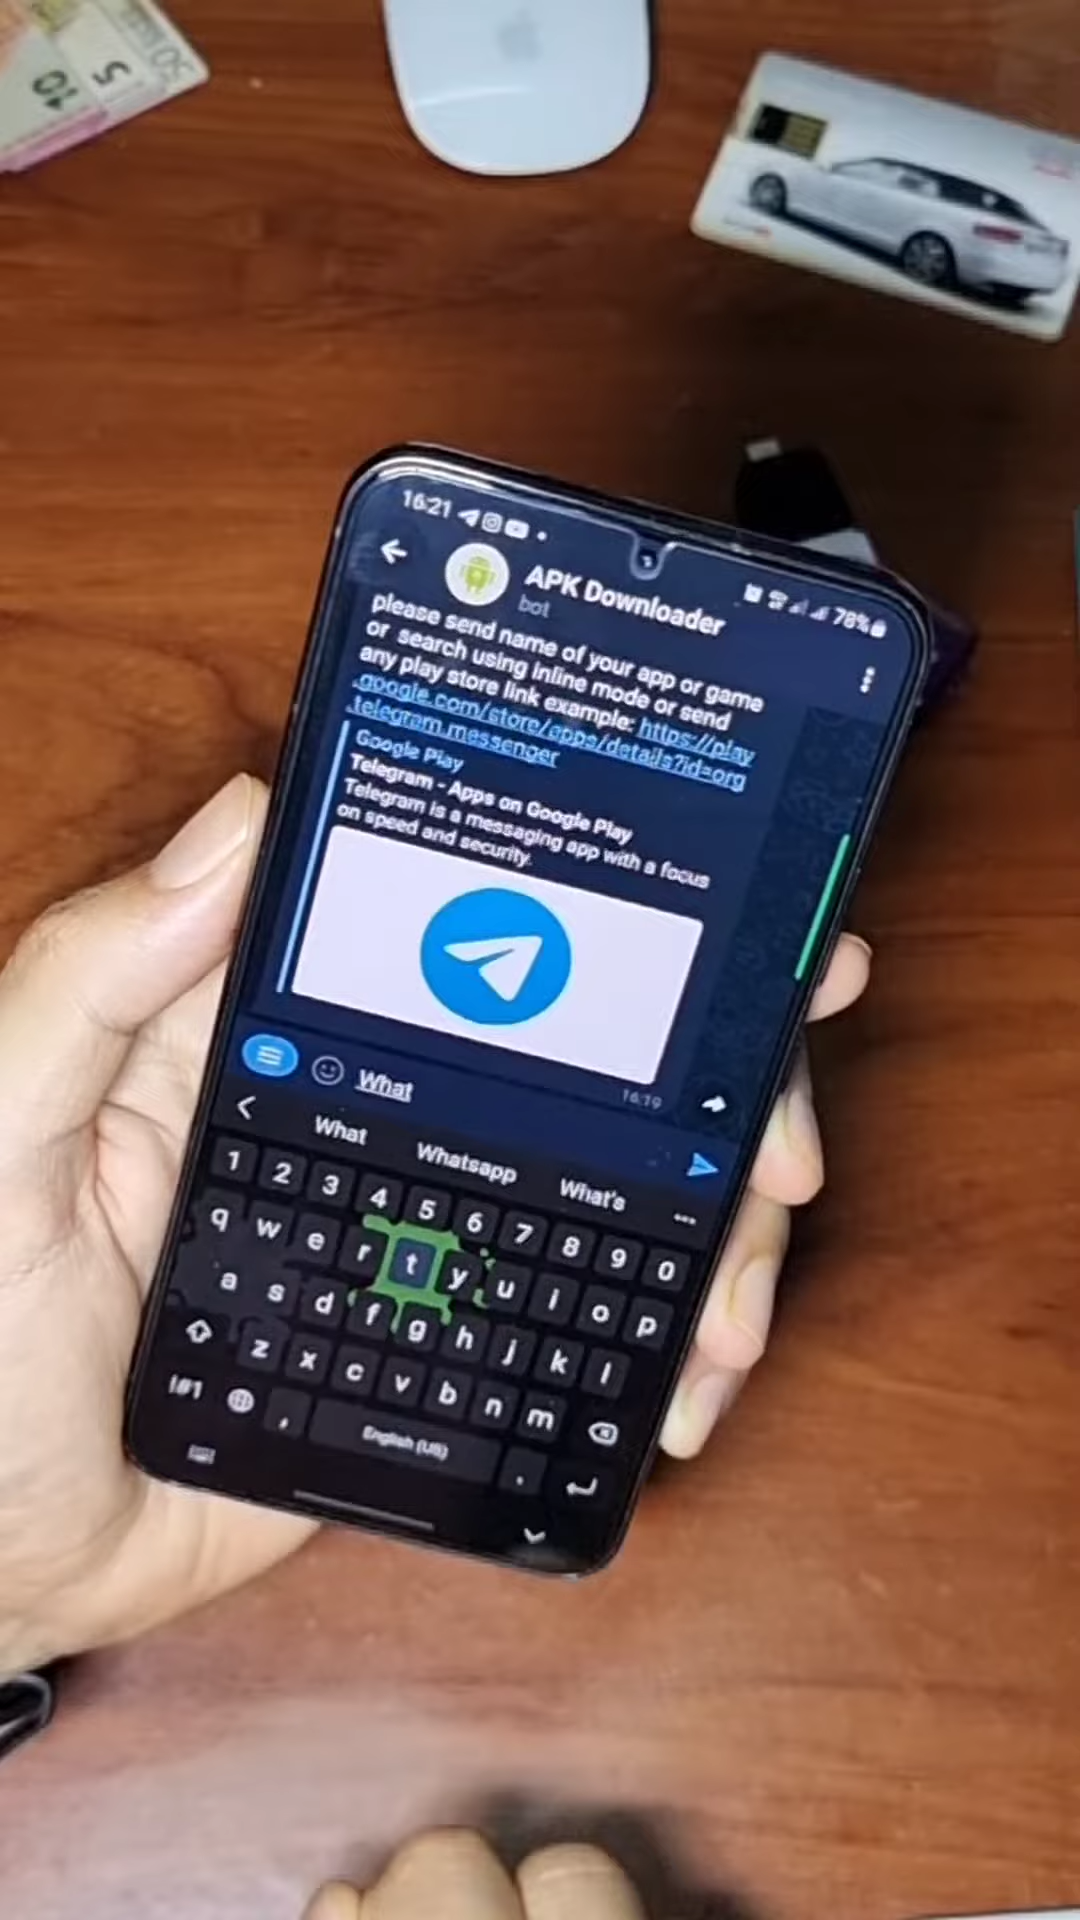 50
5
10
16:21
78%
APK Downloader
bot
please send name of your app or game
or search using inline mode or send
any play store link example: https://play
.google.com/store/apps/details?id=org
.telegram.messenger
Google Play
Telegram - Apps on Google Play
Telegram is a messaging app with a focus
on speed and security.
16:19
What
What Whatsapp What's
1 2 3 4 5 6 7 8 9 0
q w e r t y u i o p
a s d f g h j k l
z x c v b n m
!#1 , English (US) .